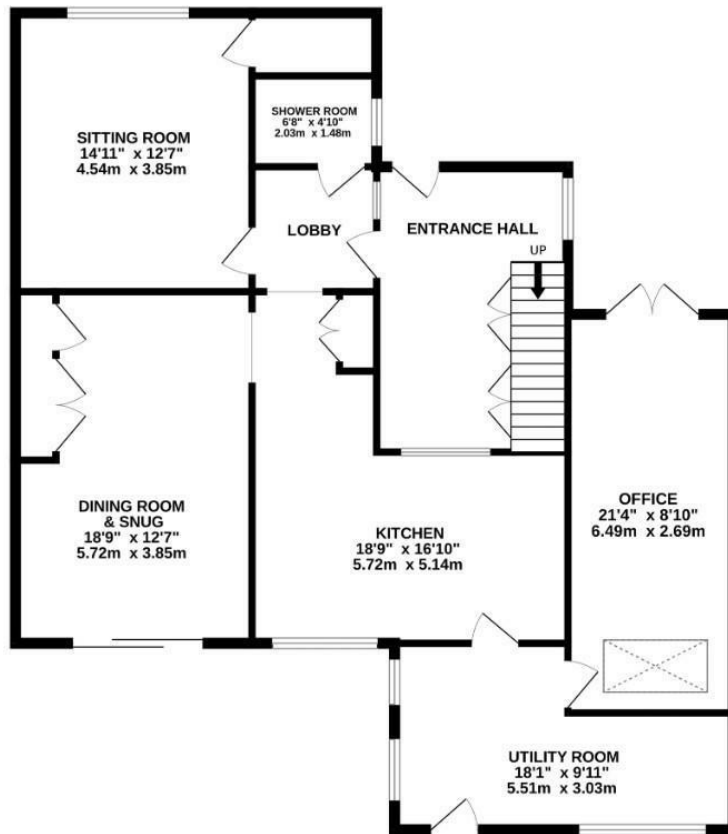 SHOWER ROOM
6'8" x 4'10"
2.03m x 1.48m
SITTING ROOM
14'11" x 12'7"
4.54m x 3.85m
LOBBY
ENTRANCE HALL
UP
DINING ROOM
& SNUG
18'9" x 12'7"
5.72m x 3.85m
KITCHEN
18'9" x 16'10"
5.72m x 5.14m
OFFICE
21'4" x 8'10"
6.49m x 2.69m
UTILITY ROOM
18'1" x 9'11"
5.51m x 3.03m